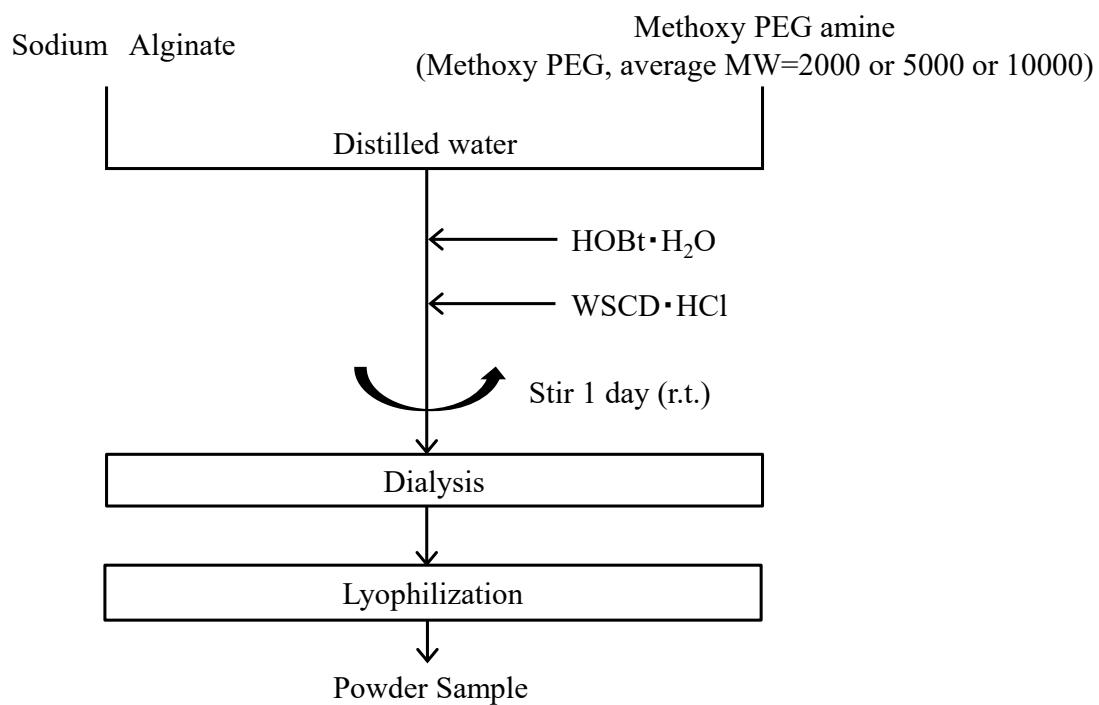 Sodium Alginate
Methoxy PEG amine
(Methoxy PEG, average MW=2000 or 5000 or 10000)
Distilled water
HOBt･H₂O
WSCD･HCl
Stir 1 day (r.t.)
Dialysis
Lyophilization
Powder Sample